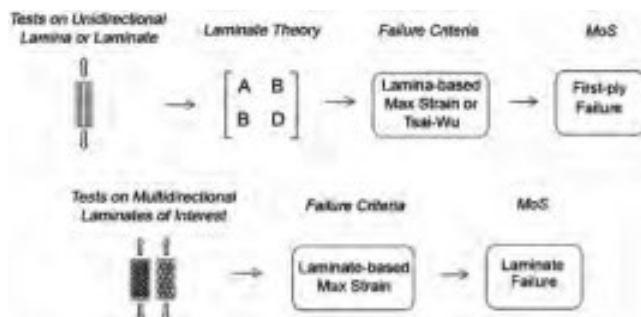 Tests on Unidirectional
Lamina or Laminate
Laminate Theory
Failure Criteria
MoS
A B
B D
Lamina-based
Max Strain or
Tsai-Wu
First-ply
Failure
Tests on Multidirectional
Laminates of Interest
Failure Criteria
MoS
Laminate-based
Max Strain
Laminate
Failure